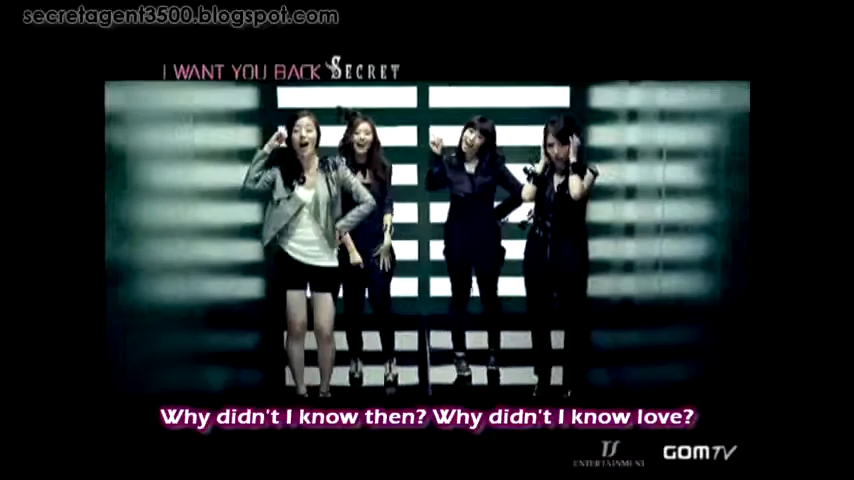 secretagent3500.blogspot.com
I WANT YOU BACK SECRET
Why didn't I know then? Why didn't I know love?
TS
ENTERTAINMENT
GOMTV